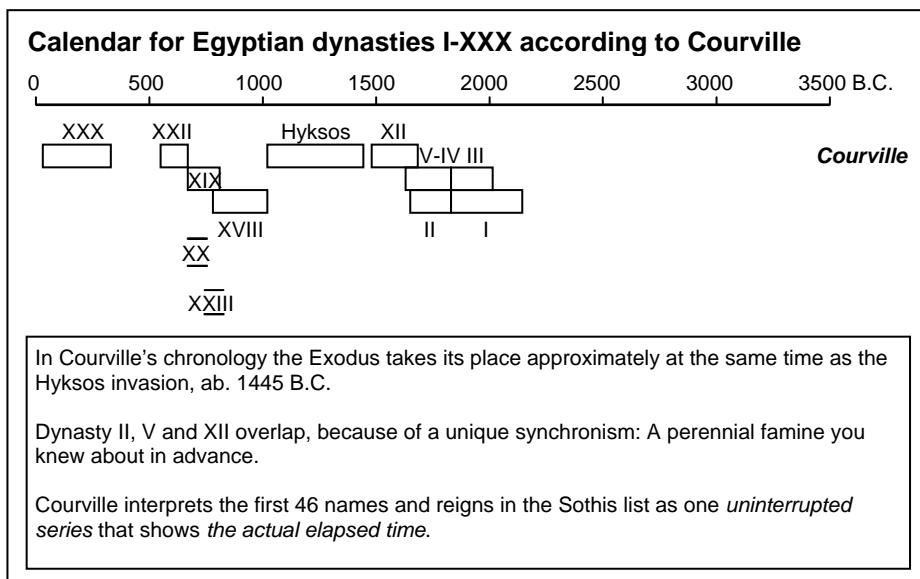 Calendar for Egyptian dynasties I-XXX according to Courville
0 500 1000 1500 2000 2500 3000 3500 B.C.
XXX XXII Hyksos XII
V-IV III Courville
XIX
XVIII II I
XX
XXIII
In Courville's chronology the Exodus takes its place approximately at the same time as the
Hyksos invasion, ab. 1445 B.C.
Dynasty II, V and XII overlap, because of a unique synchronism: A perennial famine you
knew about in advance.
Courville interprets the first 46 names and reigns in the Sothis list as one uninterrupted
series that shows the actual elapsed time.